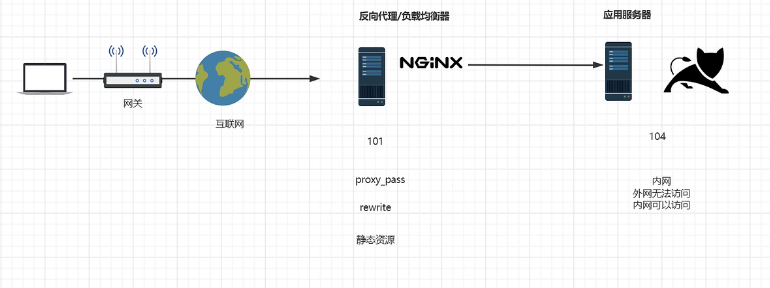 反向代理/负载均衡器
应用服务器
NGiNX
网关
互联网
101
104
proxy_pass
rewrite
静态资源
内网
外网无法访问
内网可以访问